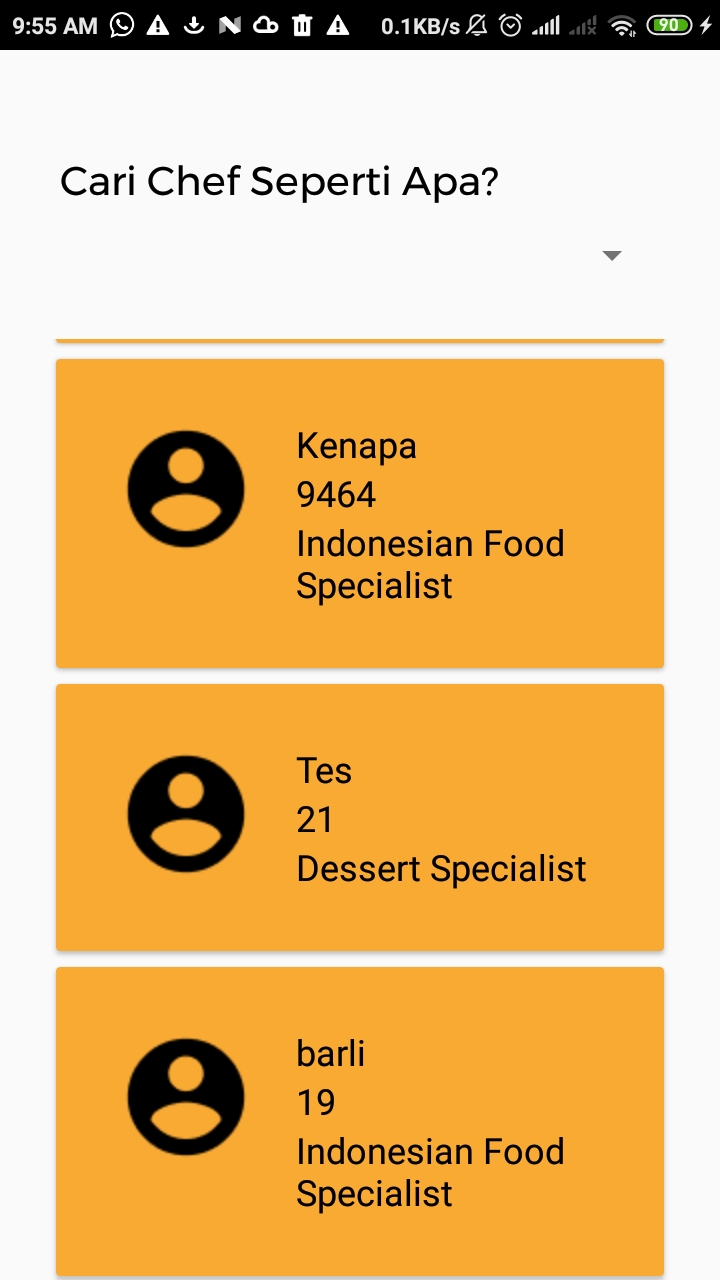 9:55 AM 0.1KB/s 90
Cari Chef Seperti Apa?
Kenapa
9464
Indonesian Food
Specialist
Tes
21
Dessert Specialist
barli
19
Indonesian Food
Specialist